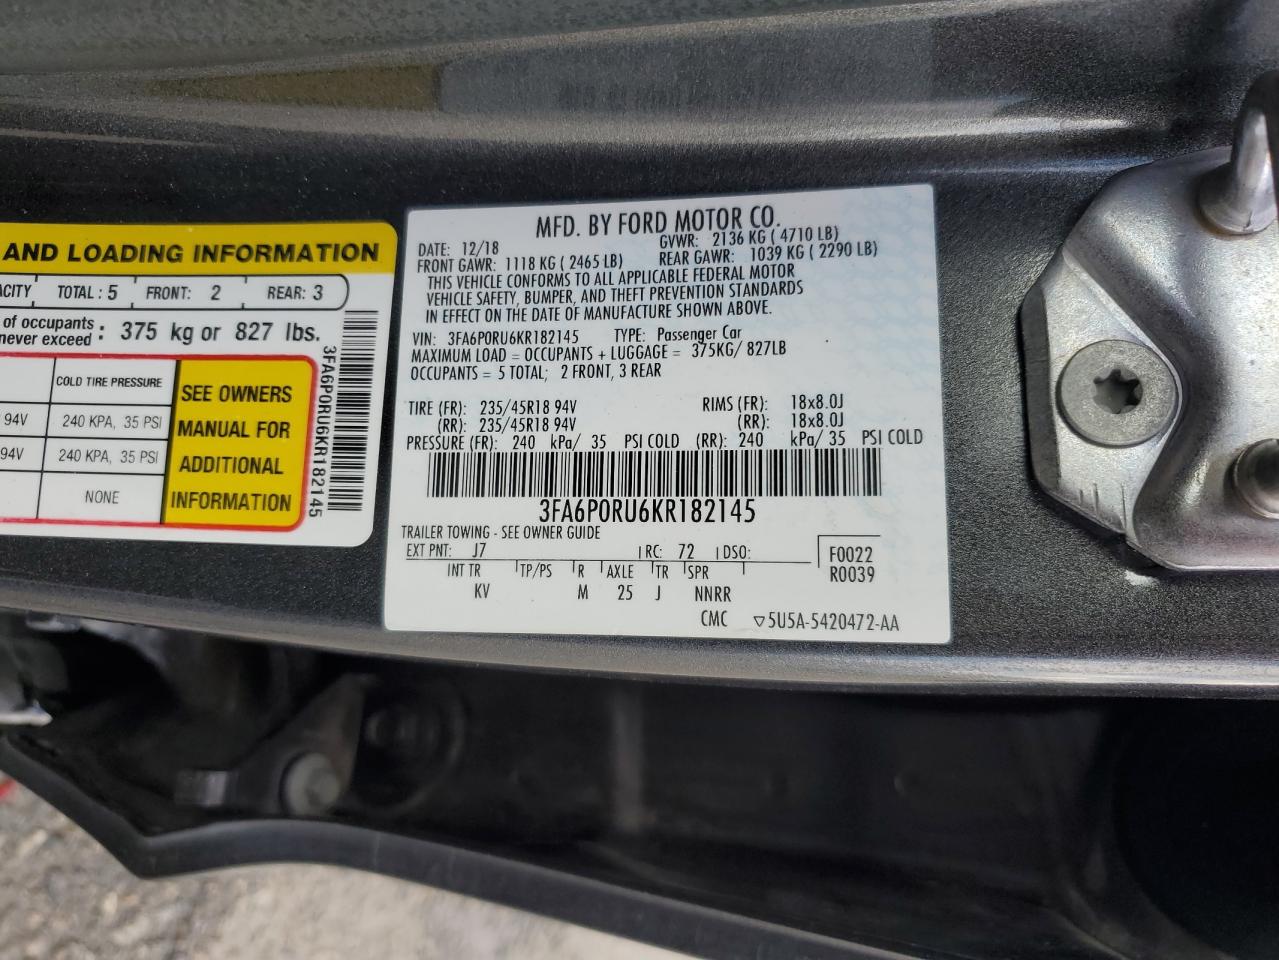 AND LOADING INFORMATION
TOTAL: 5 FRONT: 2 REAR: 3
of occupants
never exceed : 375 kg or 827 lbs.
COLD TIRE PRESSURE
94V 240 KPA, 35 PSI
94V 240 KPA, 35 PSI
NONE
SEE OWNERS
MANUAL FOR
ADDITIONAL
INFORMATION
3FA6P0RU6KR182145
MFD. BY FORD MOTOR CO.
DATE: 12/18 GVWR: 2136 KG ( 4710 LB)
FRONT GAWR: 1118 KG ( 2465 LB) REAR GAWR: 1039 KG ( 2290 LB)
THIS VEHICLE CONFORMS TO ALL APPLICABLE FEDERAL MOTOR
VEHICLE SAFETY, BUMPER, AND THEFT PREVENTION STANDARDS
IN EFFECT ON THE DATE OF MANUFACTURE SHOWN ABOVE.
VIN: 3FA6P0RU6KR182145 TYPE: Passenger Car
MAXIMUM LOAD = OCCUPANTS + LUGGAGE = 375KG/ 827LB
OCCUPANTS = 5 TOTAL; 2 FRONT, 3 REAR
TIRE (FR): 235/45R18 94V RIMS (FR): 18x8.0J
(RR): 235/45R18 94V (RR): 18x8.0J
PRESSURE (FR): 240 kPa/ 35 PSI COLD (RR): 240 kPa/ 35 PSI COLD
3FA6P0RU6KR182145
TRAILER TOWING - SEE OWNER GUIDE
EXT PNT: J7 RC: 72 DSO:
F0022
R0039
INT TR TP/PS R AXLE TR SPR
KV M 25 J NNRR
CMC ▽5U5A-5420472-AA